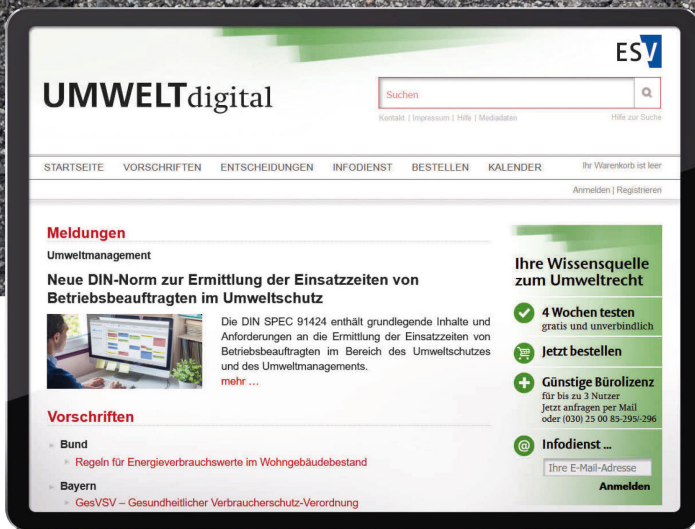 ESV
UMWELTdigital
Suchen
Kontakt | Impressum | Hilfe | Mediadaten
Hilfe zur Suche
STARTSEITE VORSCHRIFTEN ENTSCHEIDUNGEN INFODIENST BESTELLEN KALENDER Ihr Warenkorb ist leer
Anmelden | Registrieren
Meldungen
Umweltmanagement
Neue DIN-Norm zur Ermittlung der Einsatzzeiten von
Betriebsbeauftragten im Umweltschutz
Die DIN SPEC 91424 enthält grundlegende Inhalte und
Anforderungen an die Ermittlung der Einsatzzeiten von
Betriebsbeauftragten im Bereich des Umweltschutzes
und des Umweltmanagements.
mehr …
Vorschriften
Bund
Regeln für Energieverbrauchswerte im Wohngebäudebestand
Bayern
GesVSV – Gesundheitlicher Verbraucherschutz-Verordnung
Ihre Wissensquelle
zum Umweltrecht
4 Wochen testen
gratis und unverbindlich
Jetzt bestellen
Günstige Bürolizenz
für bis zu 3 Nutzer
Jetzt anfragen per Mail
oder (030) 25 00 85-295/-296
@ Infodienst ...
Ihre E-Mail-Adresse
Anmelden